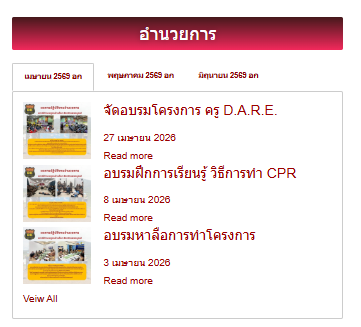 อำนวยการ
เมษายน 2569 อก
พฤษภาคม 2569 อก
มิถุนายน 2569 อก
จัดอบรมโครงการ ครู D.A.R.E.
27 เมษายน 2026
Read more
อบรมฝึกการเรียนรู้ วิธีการทำ CPR
8 เมษายน 2026
Read more
อบรมหาลือการทำโครงการ
3 เมษายน 2026
Read more
Veiw All